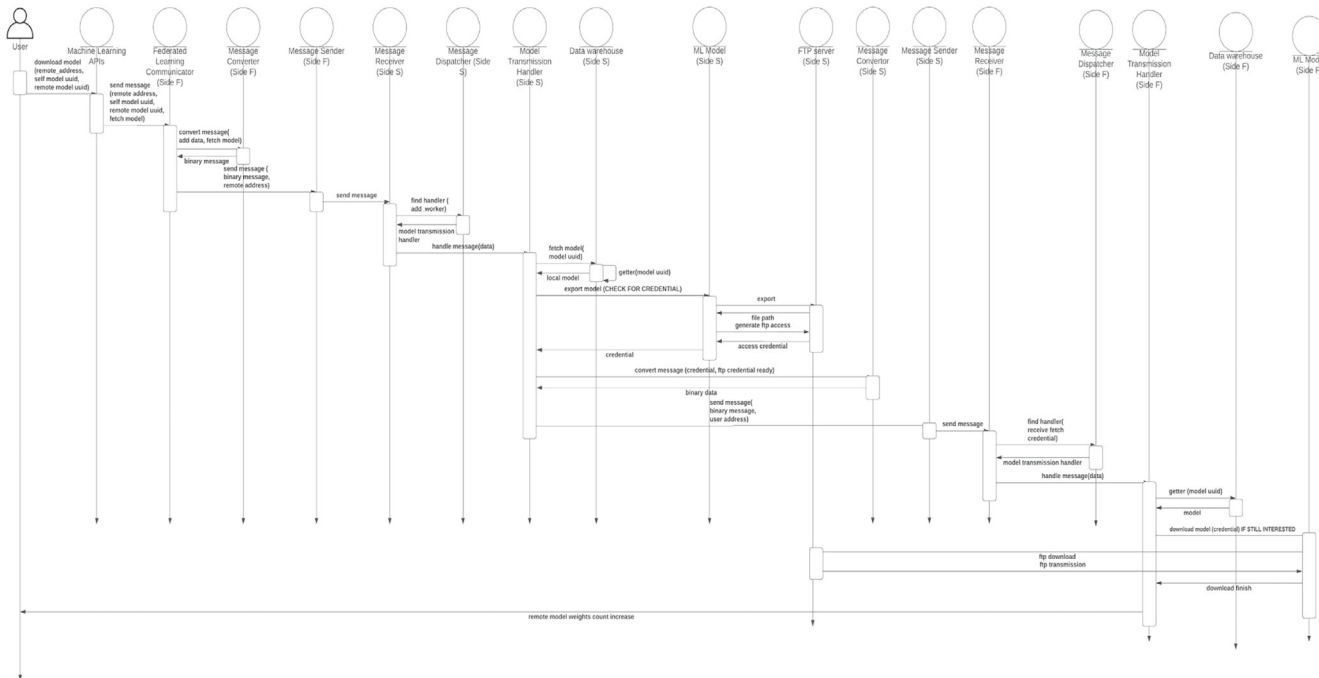 User
Machine Learning
APIs
Federated
Learning
Communicator
(Side F)
Message
Converter
(Side F)
Message Sender
(Side F)
Message
Receiver
(Side S)
Message
Dispatcher (Side
S)
Model
Transmission
Handler
(Side S)
Data warehouse
(Side S)
ML Model
(Side S)
FTP server
(Side S)
Message
Convertor
(Side S)
Message Sender
(Side S)
Message
Receiver
(Side F)
Message
Dispatcher
(Side F)
Model
Transmission
Handler
(Side F)
Data warehouse
(Side F)
ML Mod
(Side F
download model
(remote_address,
self model uuid,
remote model uuid)
send message
(remote address,
self model uuid,
remote model uuid,
fetch model)
convert message(
add data, fetch model)
binary message
send message (
binary message,
remote address)
send message
find handler (
add_worker)
model transmission
handler
handle message(data)
fetch model(
model uuid)
local model
getter(model uuid)
export model (CHECK FOR CREDENTIAL)
export
file path
generate ftp access
access credential
credential
convert message (credential, ftp credential ready)
binary data
send message(
binary message,
user address)
send message
find handler(
receive fetch
credential)
model transmission handler
handle message(data)
getter (model uuid)
model
download model (credential) IF STILL INTERESTED
ftp download
ftp transmission
download finish
remote model weights count increase